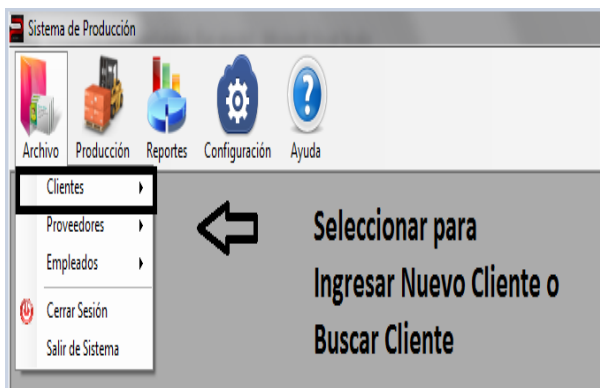 Sistema de Producción
Archivo Producción Reportes Configuración Ayuda
Clientes
Proveedores
Empleados
Cerrar Sesión
Salir de Sistema
Seleccionar para
Ingresar Nuevo Cliente o
Buscar Cliente